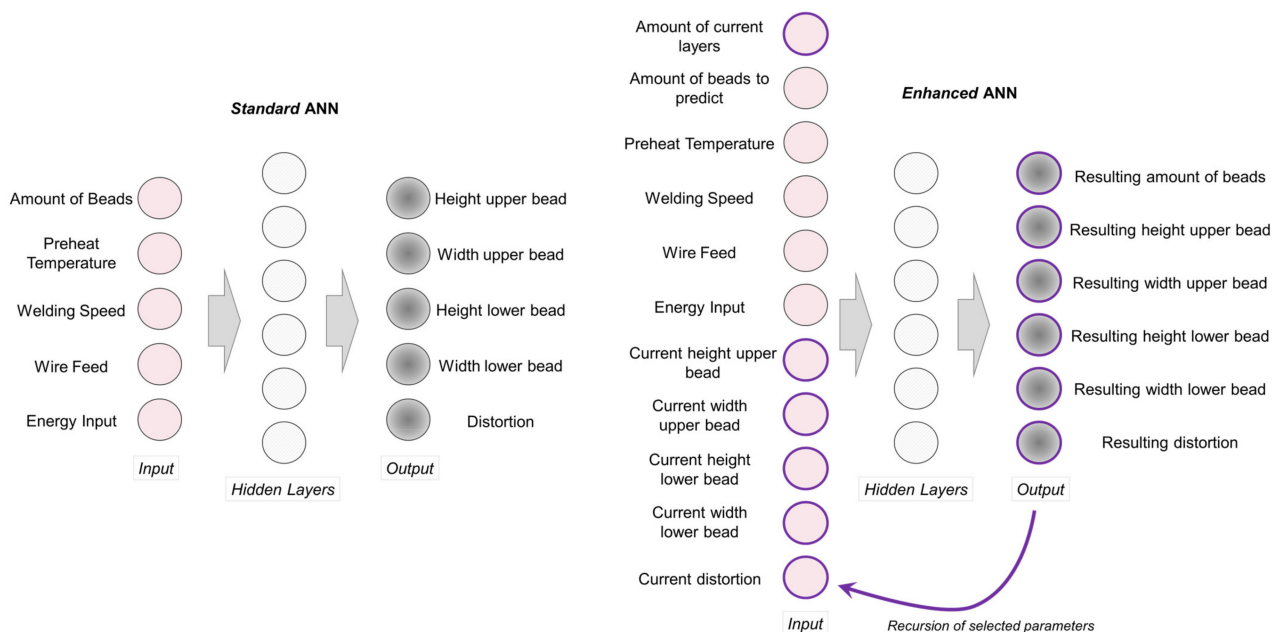 Standard ANN
Amount of Beads
Preheat
Temperature
Welding Speed
Wire Feed
Energy Input
Input
Hidden Layers
Height upper bead
Width upper bead
Height lower bead
Width lower bead
Distortion
Output
Enhanced ANN
Amount of current
layers
Amount of beads to
predict
Preheat Temperature
Welding Speed
Wire Feed
Energy Input
Current height upper
bead
Current width
upper bead
Current height
lower bead
Current width
lower bead
Current distortion
Input
Hidden Layers
Resulting amount of beads
Resulting height upper bead
Resulting width upper bead
Resulting height lower bead
Resulting width lower bead
Resulting distortion
Output
Recursion of selected parameters